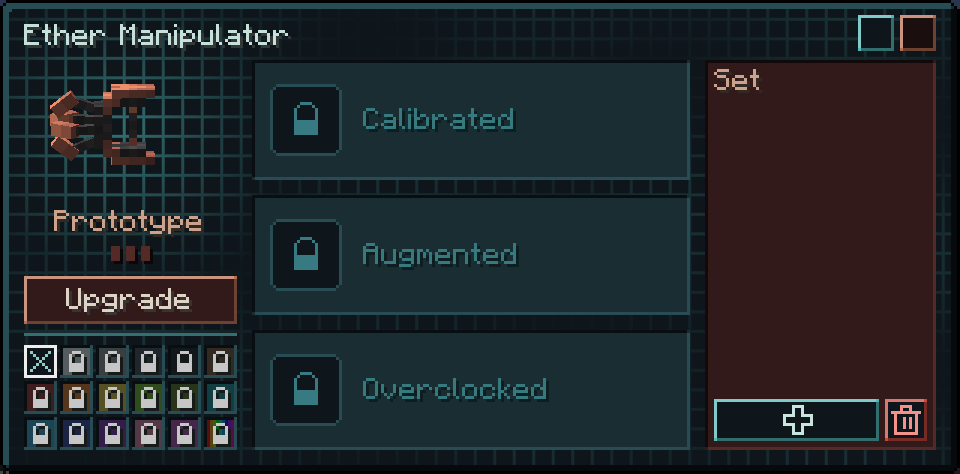 Ether Manipulator
Set
Calibrated
Prototype
Augmented
Upgrade
Overclocked